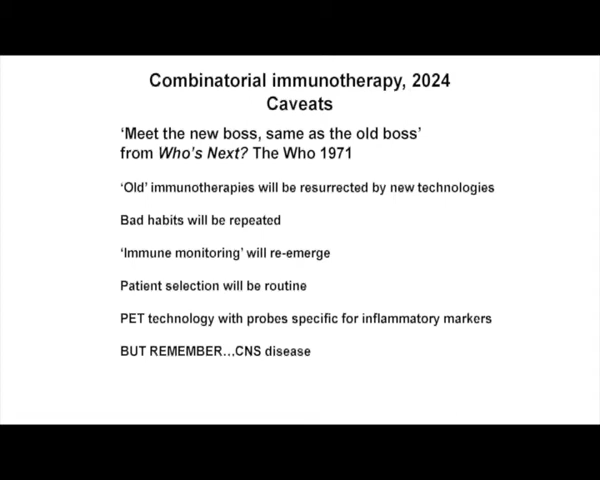 Combinatorial immunotherapy, 2024
Caveats
‘Meet the new boss, same as the old boss’
from Who’s Next? The Who 1971
‘Old’ immunotherapies will be resurrected by new technologies
Bad habits will be repeated
‘Immune monitoring’ will re-emerge
Patient selection will be routine
PET technology with probes specific for inflammatory markers
BUT REMEMBER…CNS disease